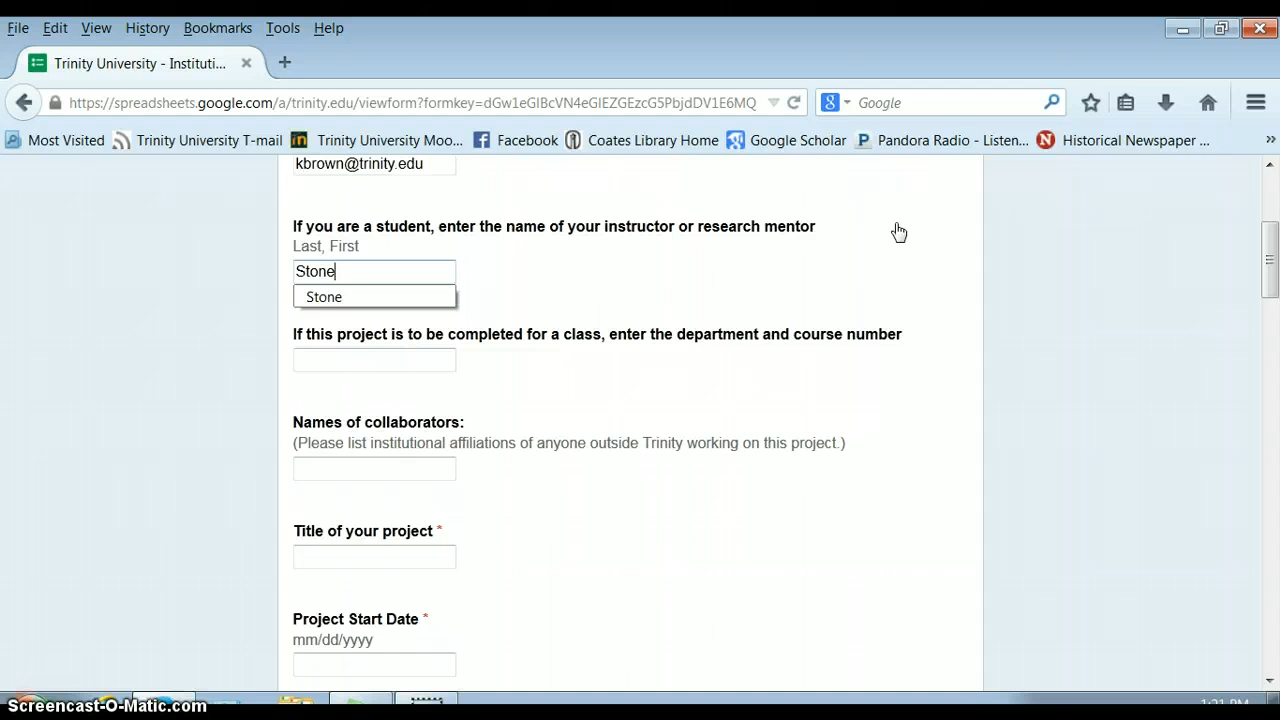 File Edit View History Bookmarks Tools Help
Trinity University - Instituti...
https://spreadsheets.google.com/a/trinity.edu/viewform?formkey=dGw1eGlBSVN4eGlEZGEzcG5PbjdDV1E6MQ Google
Most Visited Trinity University T-mail Trinity University Moo... Facebook Coates Library Home Google Scholar Pandora Radio - Listen... Historical Newspaper ...
kbrown@trinity.edu
If you are a student, enter the name of your instructor or research mentor
Last, First
Stone
Stone
If this project is to be completed for a class, enter the department and course number
Names of collaborators:
(Please list institutional affiliations of anyone outside Trinity working on this project.)
Title of your project *
Project Start Date *
mm/dd/yyyy
Screencast-O-Matic.com